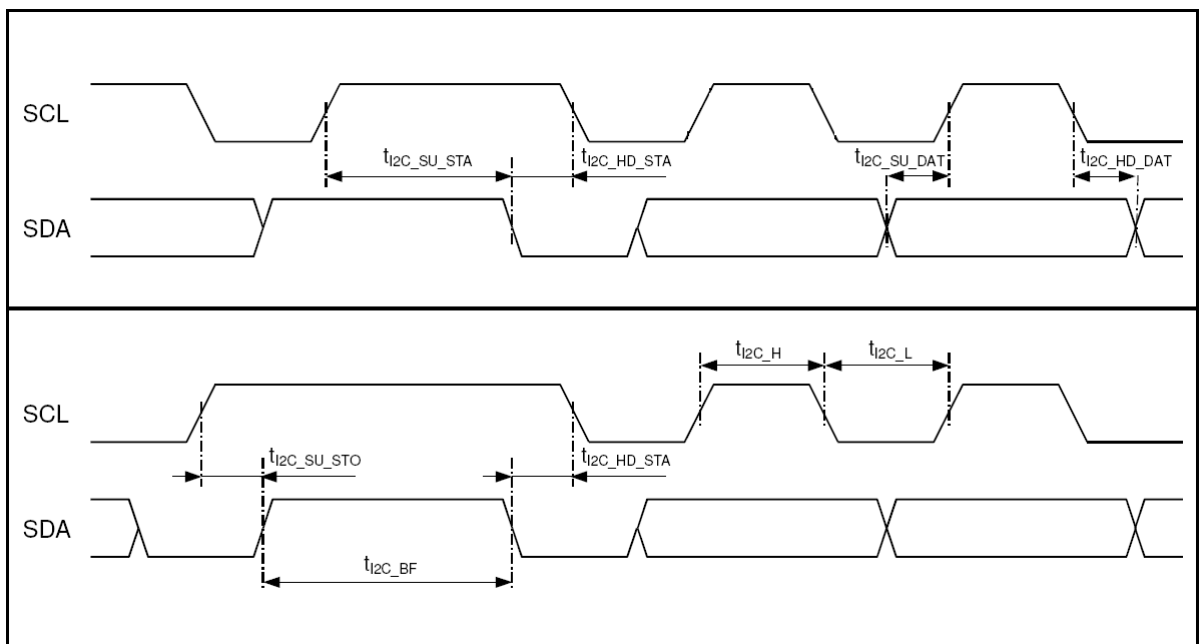 SCL
tI2C_SU_STA
tI2C_HD_STA
tI2C_SU_DAT
tI2C_HD_DAT
SDA
tI2C_H
tI2C_L
SCL
tI2C_SU_STO
tI2C_HD_STA
SDA
tI2C_BF